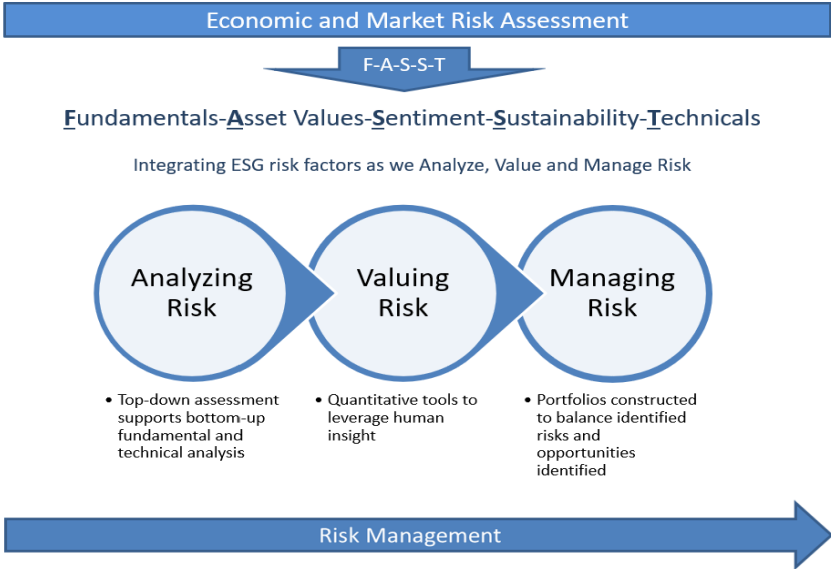 Economic and Market Risk Assessment
F-A-S-S-T
Fundamentals-Asset Values-Sentiment-Sustainability-Technicals
Integrating ESG risk factors as we Analyze, Value and Manage Risk
Analyzing
Risk
• Top-down assessment
supports bottom-up
fundamental and
technical analysis
Valuing
Risk
• Quantitative tools to
leverage human
insight
Managing
Risk
• Portfolios constructed
to balance identified
risks and
opportunities
identified
Risk Management